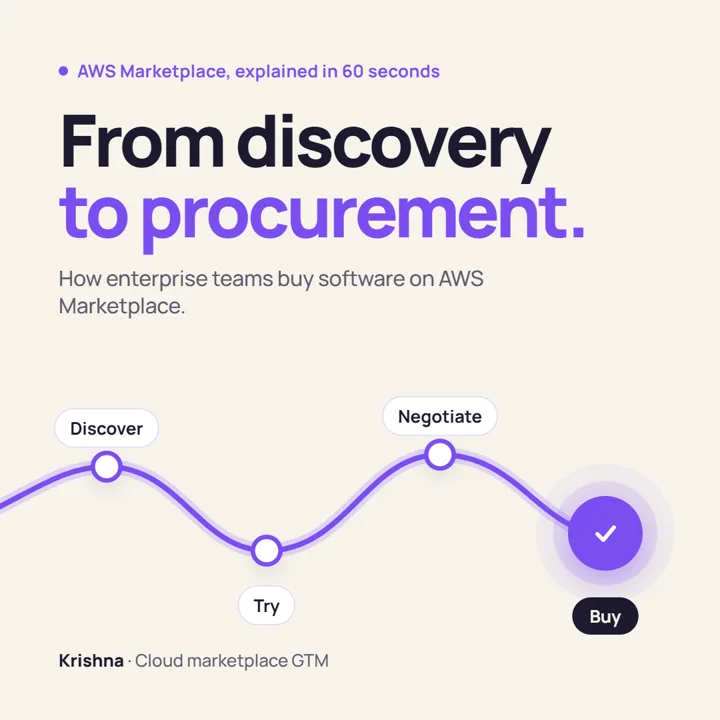 AWS Marketplace, explained in 60 seconds
From discovery
to procurement.
How enterprise teams buy software on AWS
Marketplace.
Discover
Negotiate
Try
Buy
Krishna · Cloud marketplace GTM